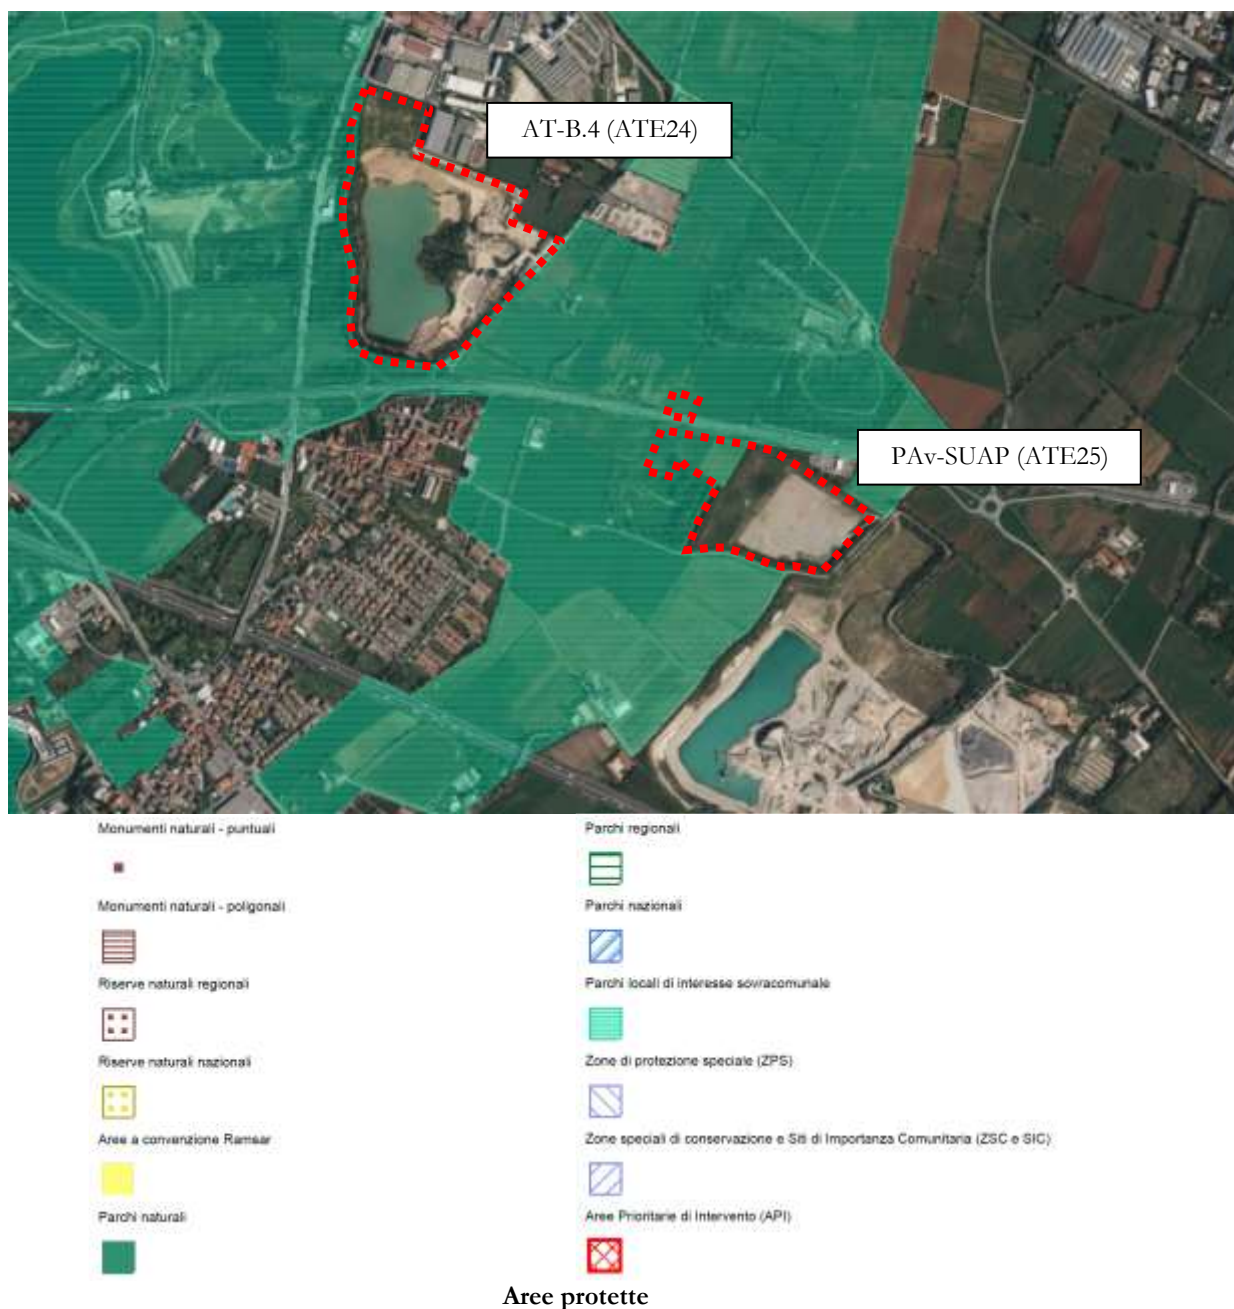 AT-B.4 (ATE24)
PAv-SUAP (ATE25)
Monumenti naturali - puntuali
Monumenti naturali - poligonali
Riserve naturali regionali
Riserve naturali nazionali
Aree a convenzione Ramsar
Parchi naturali
Parchi regionali
Parchi nazionali
Parchi locali di interesse sovracomunale
Zone di protezione speciale (ZPS)
Zone speciali di conservazione e Siti di Importanza Comunitaria (ZSC e SIC)
Aree Prioritarie di Intervento (API)
Aree protette